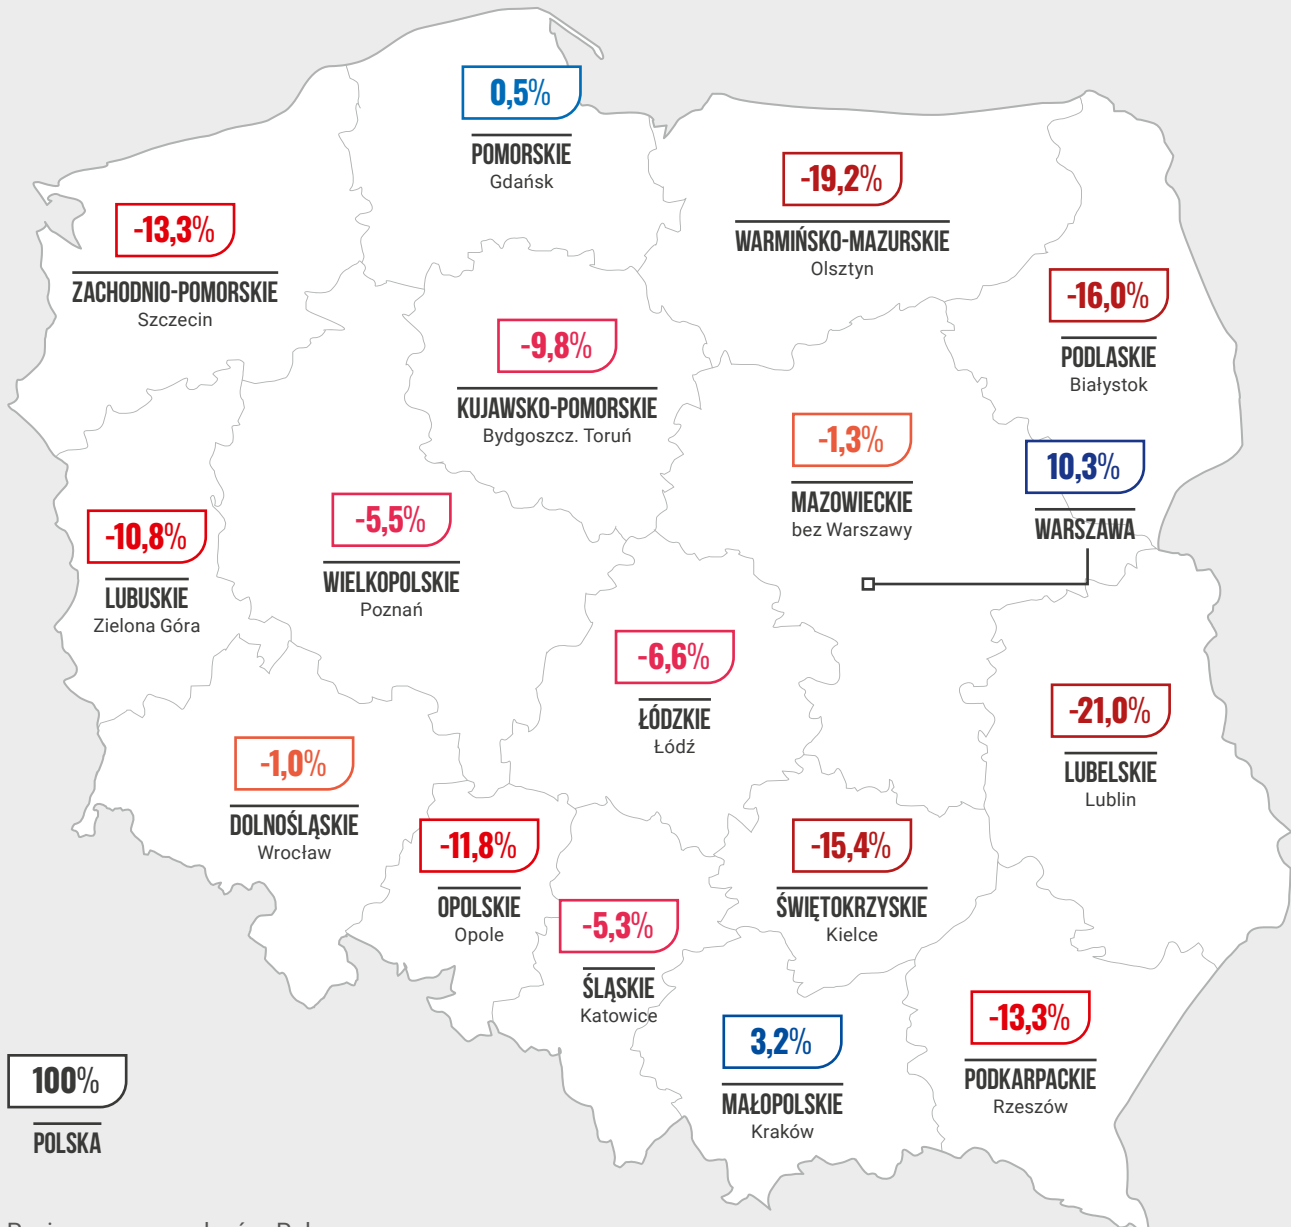 0,5%
POMORSKIE
Gdańsk
-19,2%
WARMIŃSKO-MAZURSKIE
Olsztyn
-13,3%
ZACHODNIO-POMORSKIE
Szczecin
-16,0%
PODLASKIE
Białystok
-9,8%
KUJAWSKO-POMORSKIE
Bydgoszcz. Toruń
-1,3%
MAZOWIECKIE
bez Warszawy
10,3%
WARSZAWA
-10,8%
LUBUSKIE
Zielona Góra
-5,5%
WIELKOPOLSKIE
Poznań
-6,6%
ŁÓDZKIE
Łódź
-21,0%
LUBELSKIE
Lublin
-1,0%
DOLNOŚLĄSKIE
Wrocław
-11,8%
OPOLSKIE
Opole
-15,4%
ŚWIĘTOKRZYSKIE
Kielce
-5,3%
ŚLĄSKIE
Katowice
-13,3%
PODKARPACKIE
Rzeszów
3,2%
MAŁOPOLSKIE
Kraków
100%
POLSKA